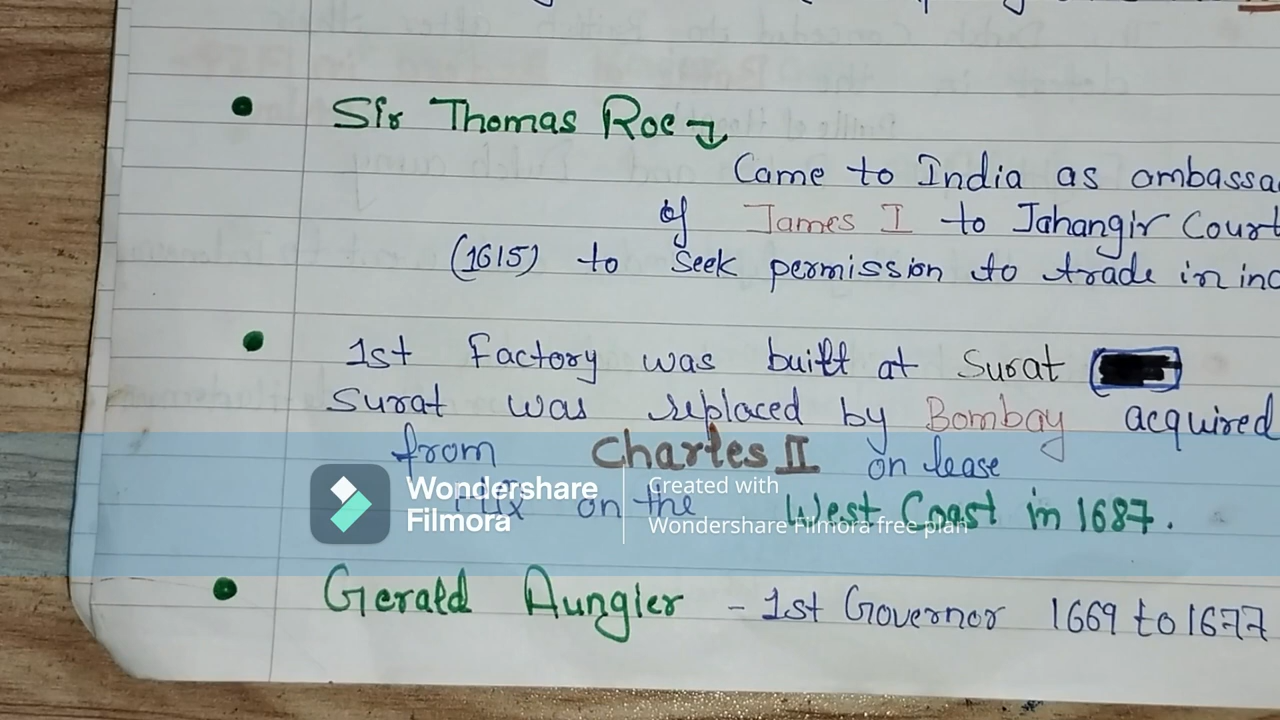 Sir Thomas Roe
Came to India as ambassa
of James I to Jahangir Court
(1615) to seek permission to trade in ind
1st Factory was built at Surat
Surat was replaced by Bombay acquired
from Charles II on lease
HQ on the West Coast in 1687.
Wondershare
Filmora
Created with
Wondershare Filmora free plan
Gerald Aungier - 1st Governor 1669 to 1677